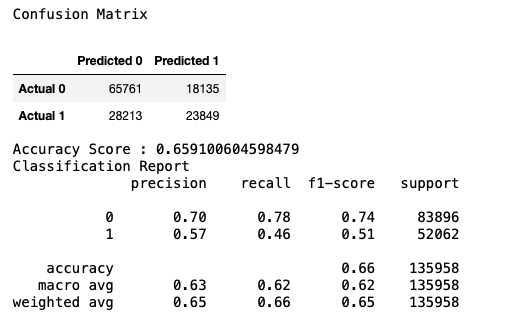 Confusion Matrix
Predicted 0 Predicted 1
Actual 0 65761 18135
Actual 1 28213 23849
Accuracy Score : 0.659100604598479
Classification Report
precision recall f1-score support
0 0.70 0.78 0.74 83896
1 0.57 0.46 0.51 52062
accuracy 0.66 135958
macro avg 0.63 0.62 0.62 135958
weighted avg 0.65 0.66 0.65 135958